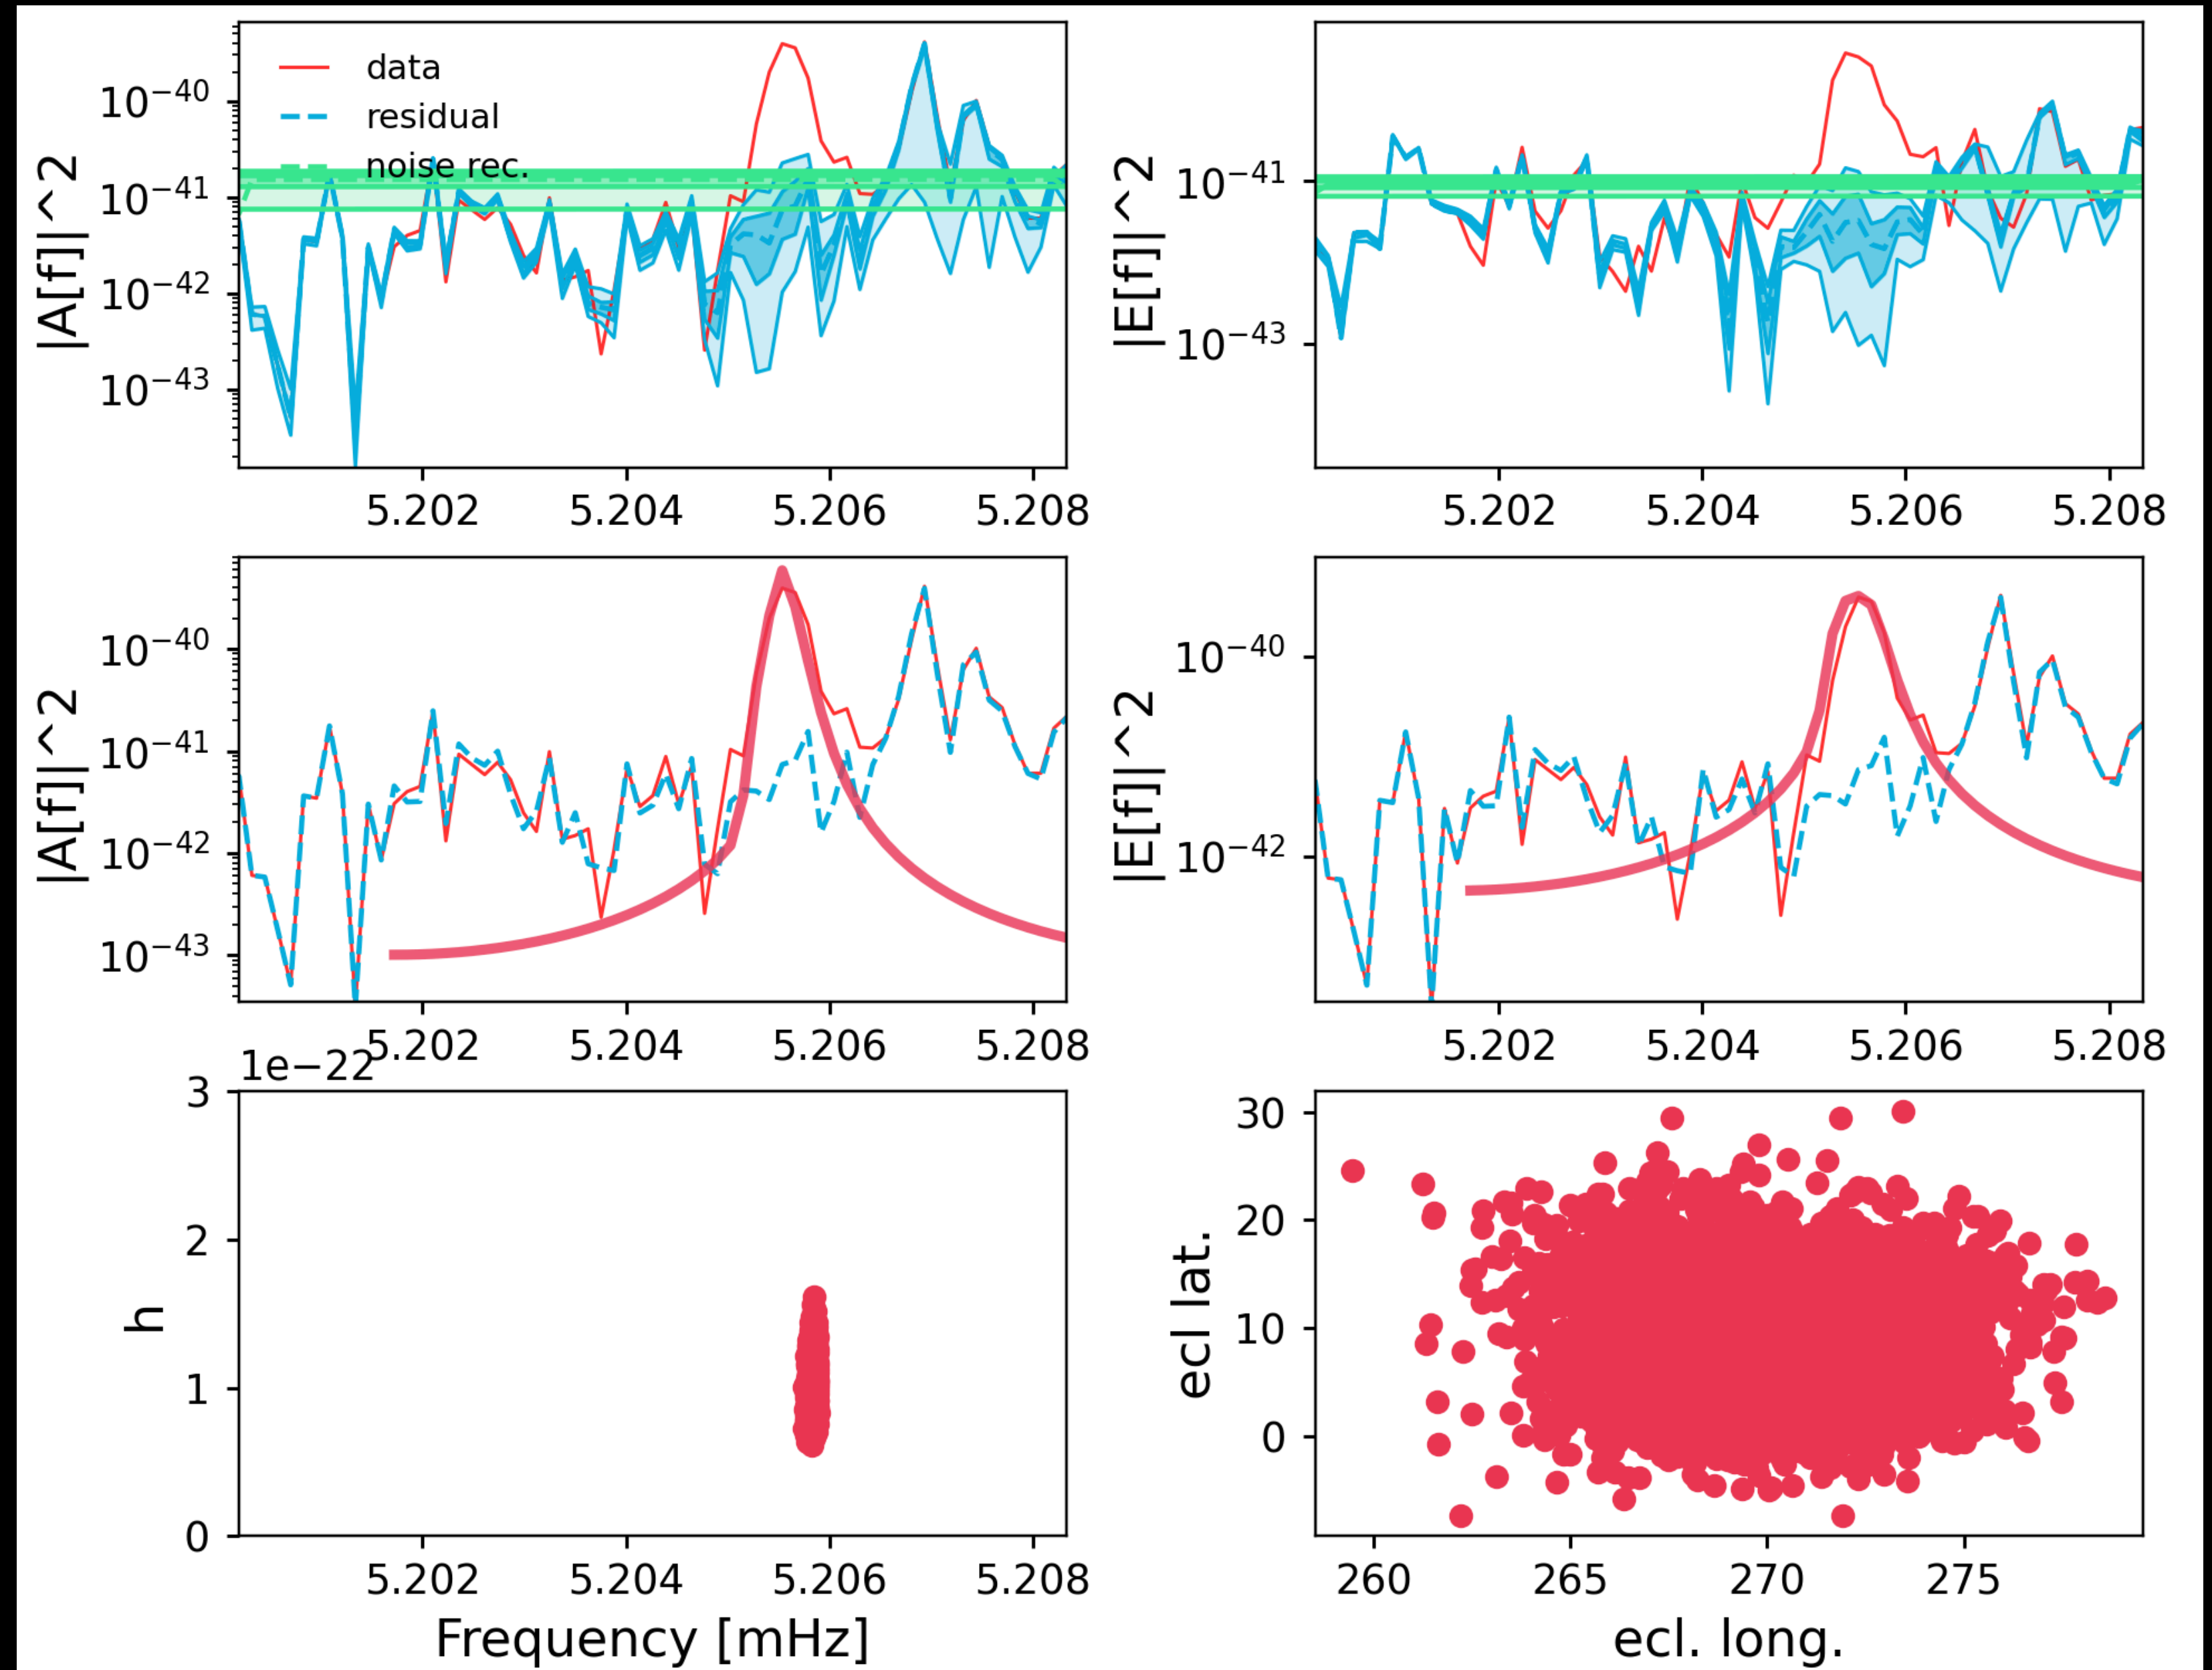 |A[f]|^2
10−40
10−41
10−42
10−43
data
residual
noise rec.
5.202 5.204 5.206 5.208
|E[f]|^2
10−41
10−43
5.202 5.204 5.206 5.208
|A[f]|^2
10−40
10−41
10−42
10−43
5.202 5.204 5.206 5.208
|E[f]|^2
10−40
10−42
5.202 5.204 5.206 5.208
1e−22
h
3
2
1
0
5.202 5.204 5.206 5.208
Frequency [mHz]
ecl lat.
30
20
10
0
260 265 270 275
ecl. long.